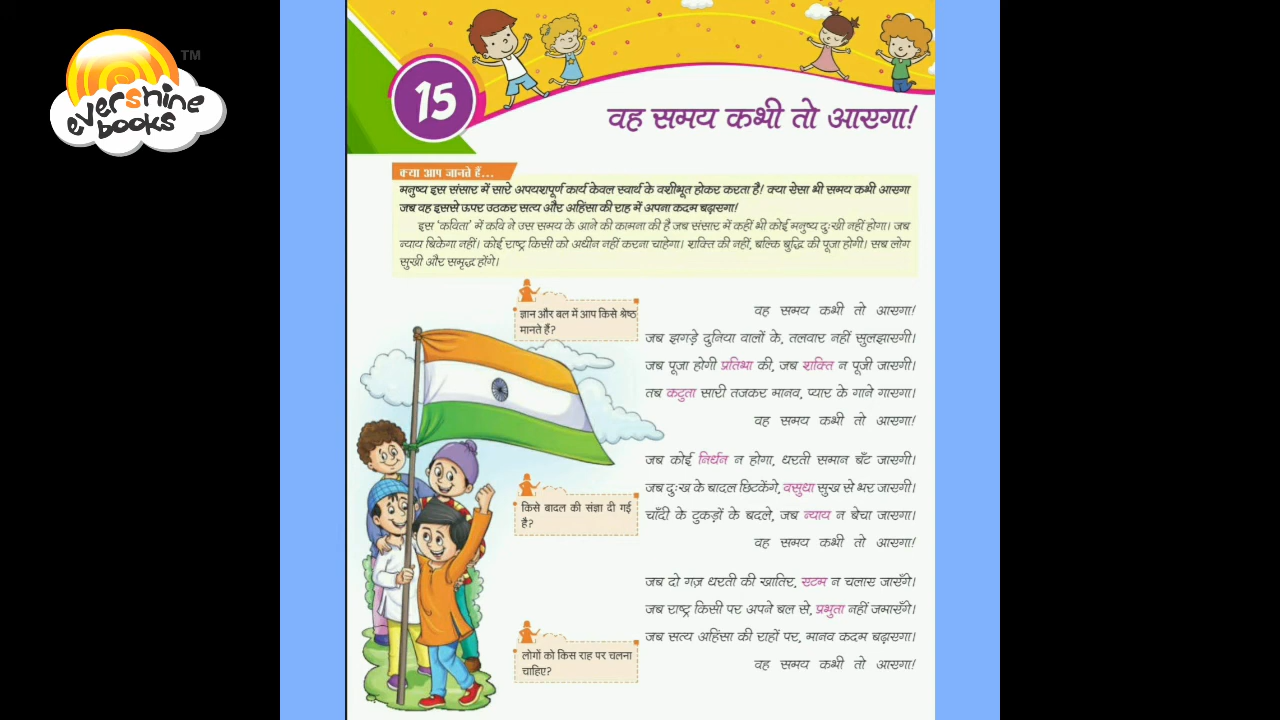 evershine
books
TM
15
वह समय कभी तो आएगा!
क्या आप जानते हैं...
मनुष्य इस संसार में सारे अपयशपूर्ण कार्य केवल स्वार्थ के वशीभूत होकर करता है! क्या ऐसा भी समय कभी आएगा
जब वह इससे ऊपर उठकर सत्य और अहिंसा की राह में अपना कदम बढ़ाएगा!
इस ‘कविता’ में कवि ने उस समय के आने की कामना की है जब संसार में कहीं भी कोई मनुष्य दुःखी नहीं होगा। जब
न्याय बिकेगा नहीं। कोई राष्ट्र किसी को अधीन नहीं करना चाहेगा। शक्ति की नहीं, बल्कि बुद्धि की पूजा होगी। सब लोग
सुखी और समृद्ध होंगे।
ज्ञान और बल में आप किसे श्रेष्ठ
मानते हैं?
वह समय कभी तो आएगा!
जब झगड़े दुनिया वालों के, तलवार नहीं सुलझाएगी।
जब पूजा होगी प्रतिभा की, जब शक्ति न पूजी जाएगी।
तब कटुता सारी तजकर मानव, प्यार के गाने गाएगा।
वह समय कभी तो आएगा!
जब कोई निर्धन न होगा, धरती समान बँट जाएगी।
जब दुःख के बादल छिटकेंगे, वसुधा सुख से भर जाएगी।
चाँदी के टुकड़ों के बदले, जब न्याय न बेचा जाएगा।
वह समय कभी तो आएगा!
किसे बादल की संज्ञा दी गई
है?
जब दो गज़ धरती की खातिर, एटम न चलाए जाएँगे।
जब राष्ट्र किसी पर अपने बल से, प्रभुता नहीं जमाएँगे।
जब सत्य अहिंसा की राहों पर, मानव कदम बढ़ाएगा।
वह समय कभी तो आएगा!
लोगों को किस राह पर चलना
चाहिए?